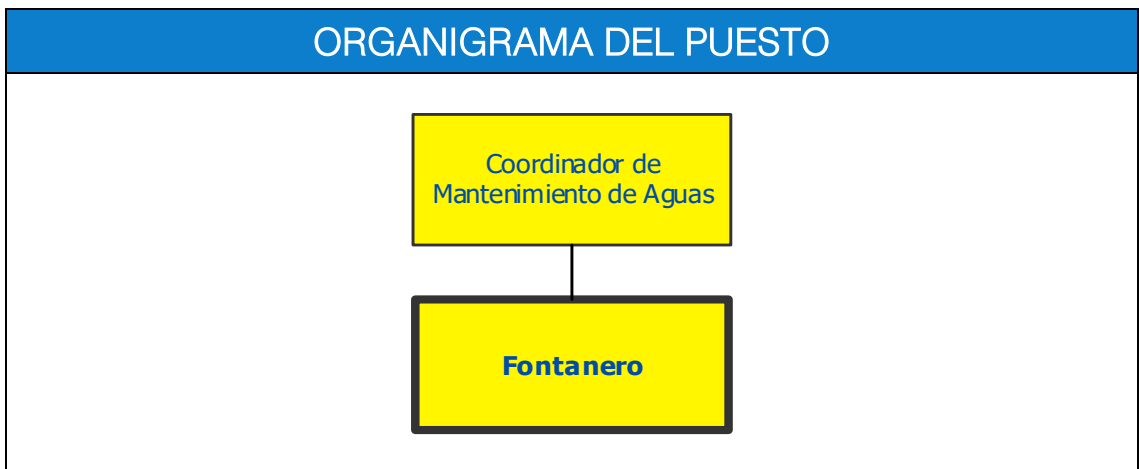 ORGANIGRAMA DEL PUESTO
Coordinador de
Mantenimiento de Aguas
Fontanero